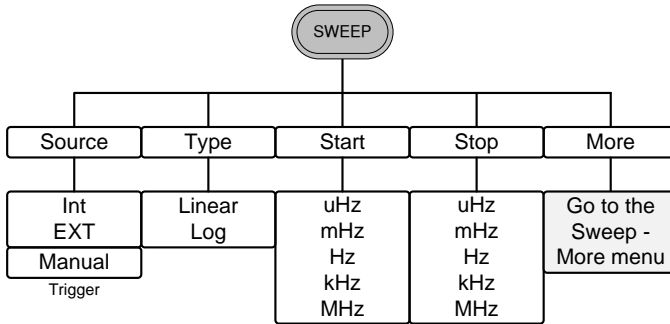 SWEEP
Source
Type
Start
Stop
More
Int
EXT
Manual
Trigger
Linear
Log
uHz
mHz
Hz
kHz
MHz
uHz
mHz
Hz
kHz
MHz
Go to the
Sweep -
More menu